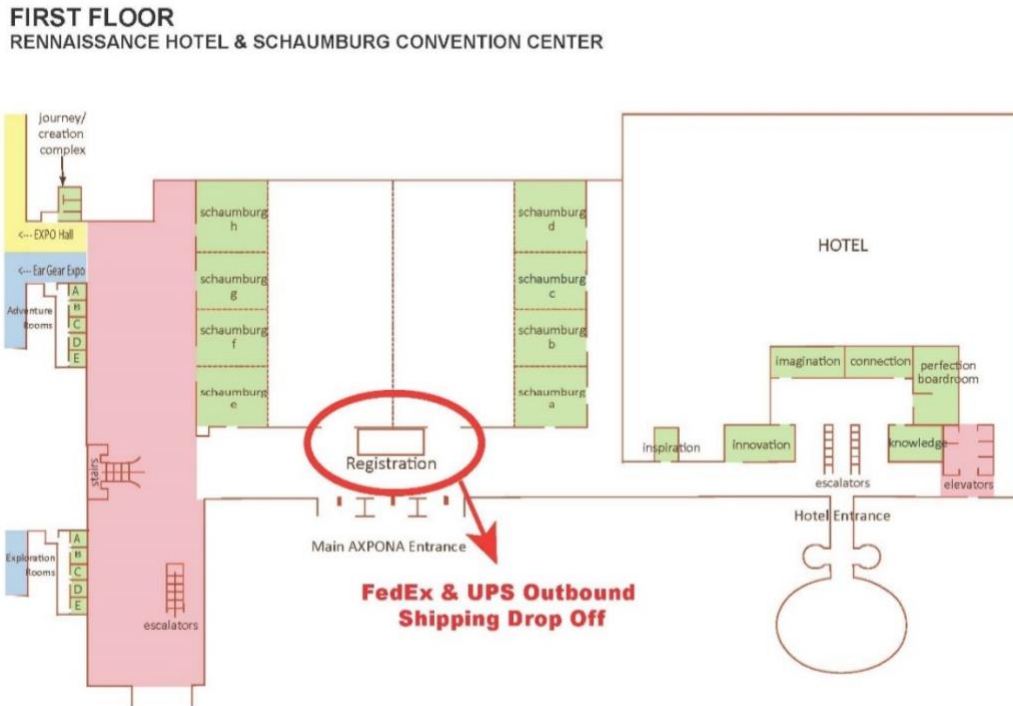 FIRST FLOOR
RENNAISSANCE HOTEL & SCHAUMBURG CONVENTION CENTER
journey/
creation
complex
<--- EXPO Hall
<--- Ear Gear Expo
Adventure
Rooms
A
B
C
D
E
schaumburg
h
schaumburg
g
schaumburg
f
schaumburg
e
schaumburg
d
schaumburg
c
schaumburg
b
schaumburg
a
HOTEL
imagination
connection
perfection
boardroom
inspiration
innovation
knowledge
escalators
elevators
Registration
stairs
Main AXPONA Entrance
Hotel Entrance
Exploration
Rooms
A
B
C
D
E
escalators
FedEx & UPS Outbound
Shipping Drop Off